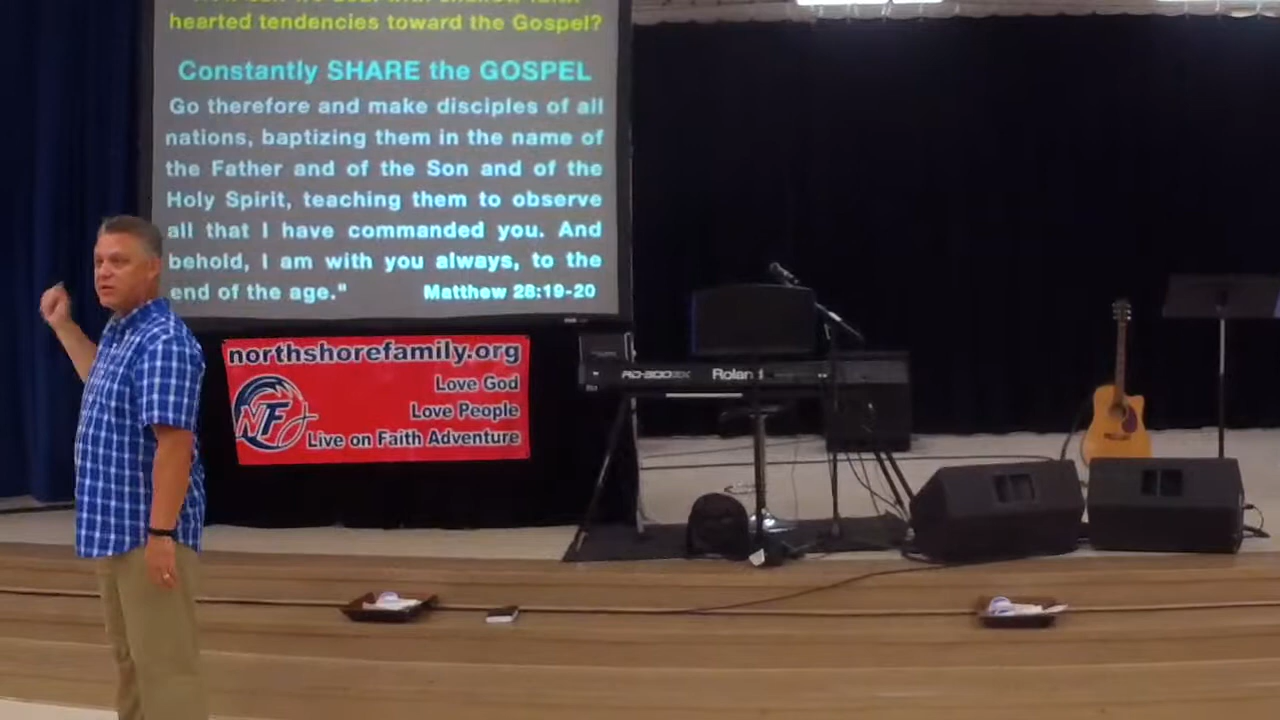 hearted tendencies toward the Gospel?
Constantly SHARE the GOSPEL
Go therefore and make disciples of all
nations, baptizing them in the name of
the Father and of the Son and of the
Holy Spirit, teaching them to observe
all that I have commanded you. And
behold, I am with you always, to the
end of the age."
Matthew 28:19-20
northshorefamily.org
Love God
NF
Love People
Live on Faith Adventure
Roland